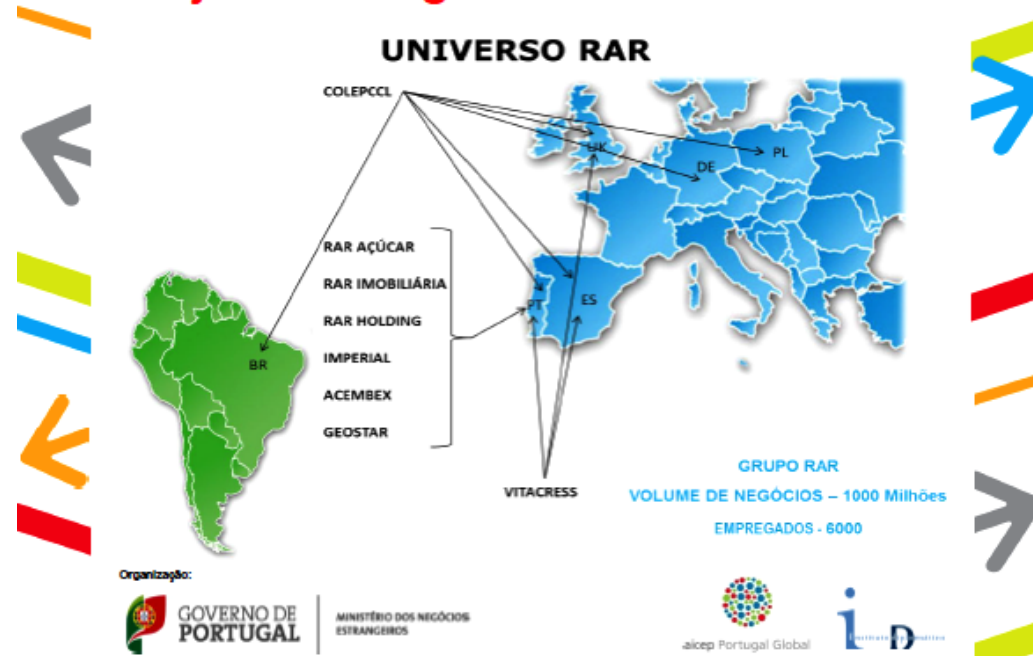 UNIVERSO RAR
COLEPCCL
UK
DE
PL
RAR AÇÚCAR
RAR IMOBILIÁRIA
RAR HOLDING
IMPERIAL
ACEMBEX
GEOSTAR
PT
ES
BR
VITACRESS
GRUPO RAR
VOLUME DE NEGÓCIOS – 1000 Milhões
EMPREGADOS - 6000
Organização:
GOVERNO DE
PORTUGAL
MINISTÉRIO DOS NEGÓCIOS
ESTRANGEIROS
aicep Portugal Global
i D